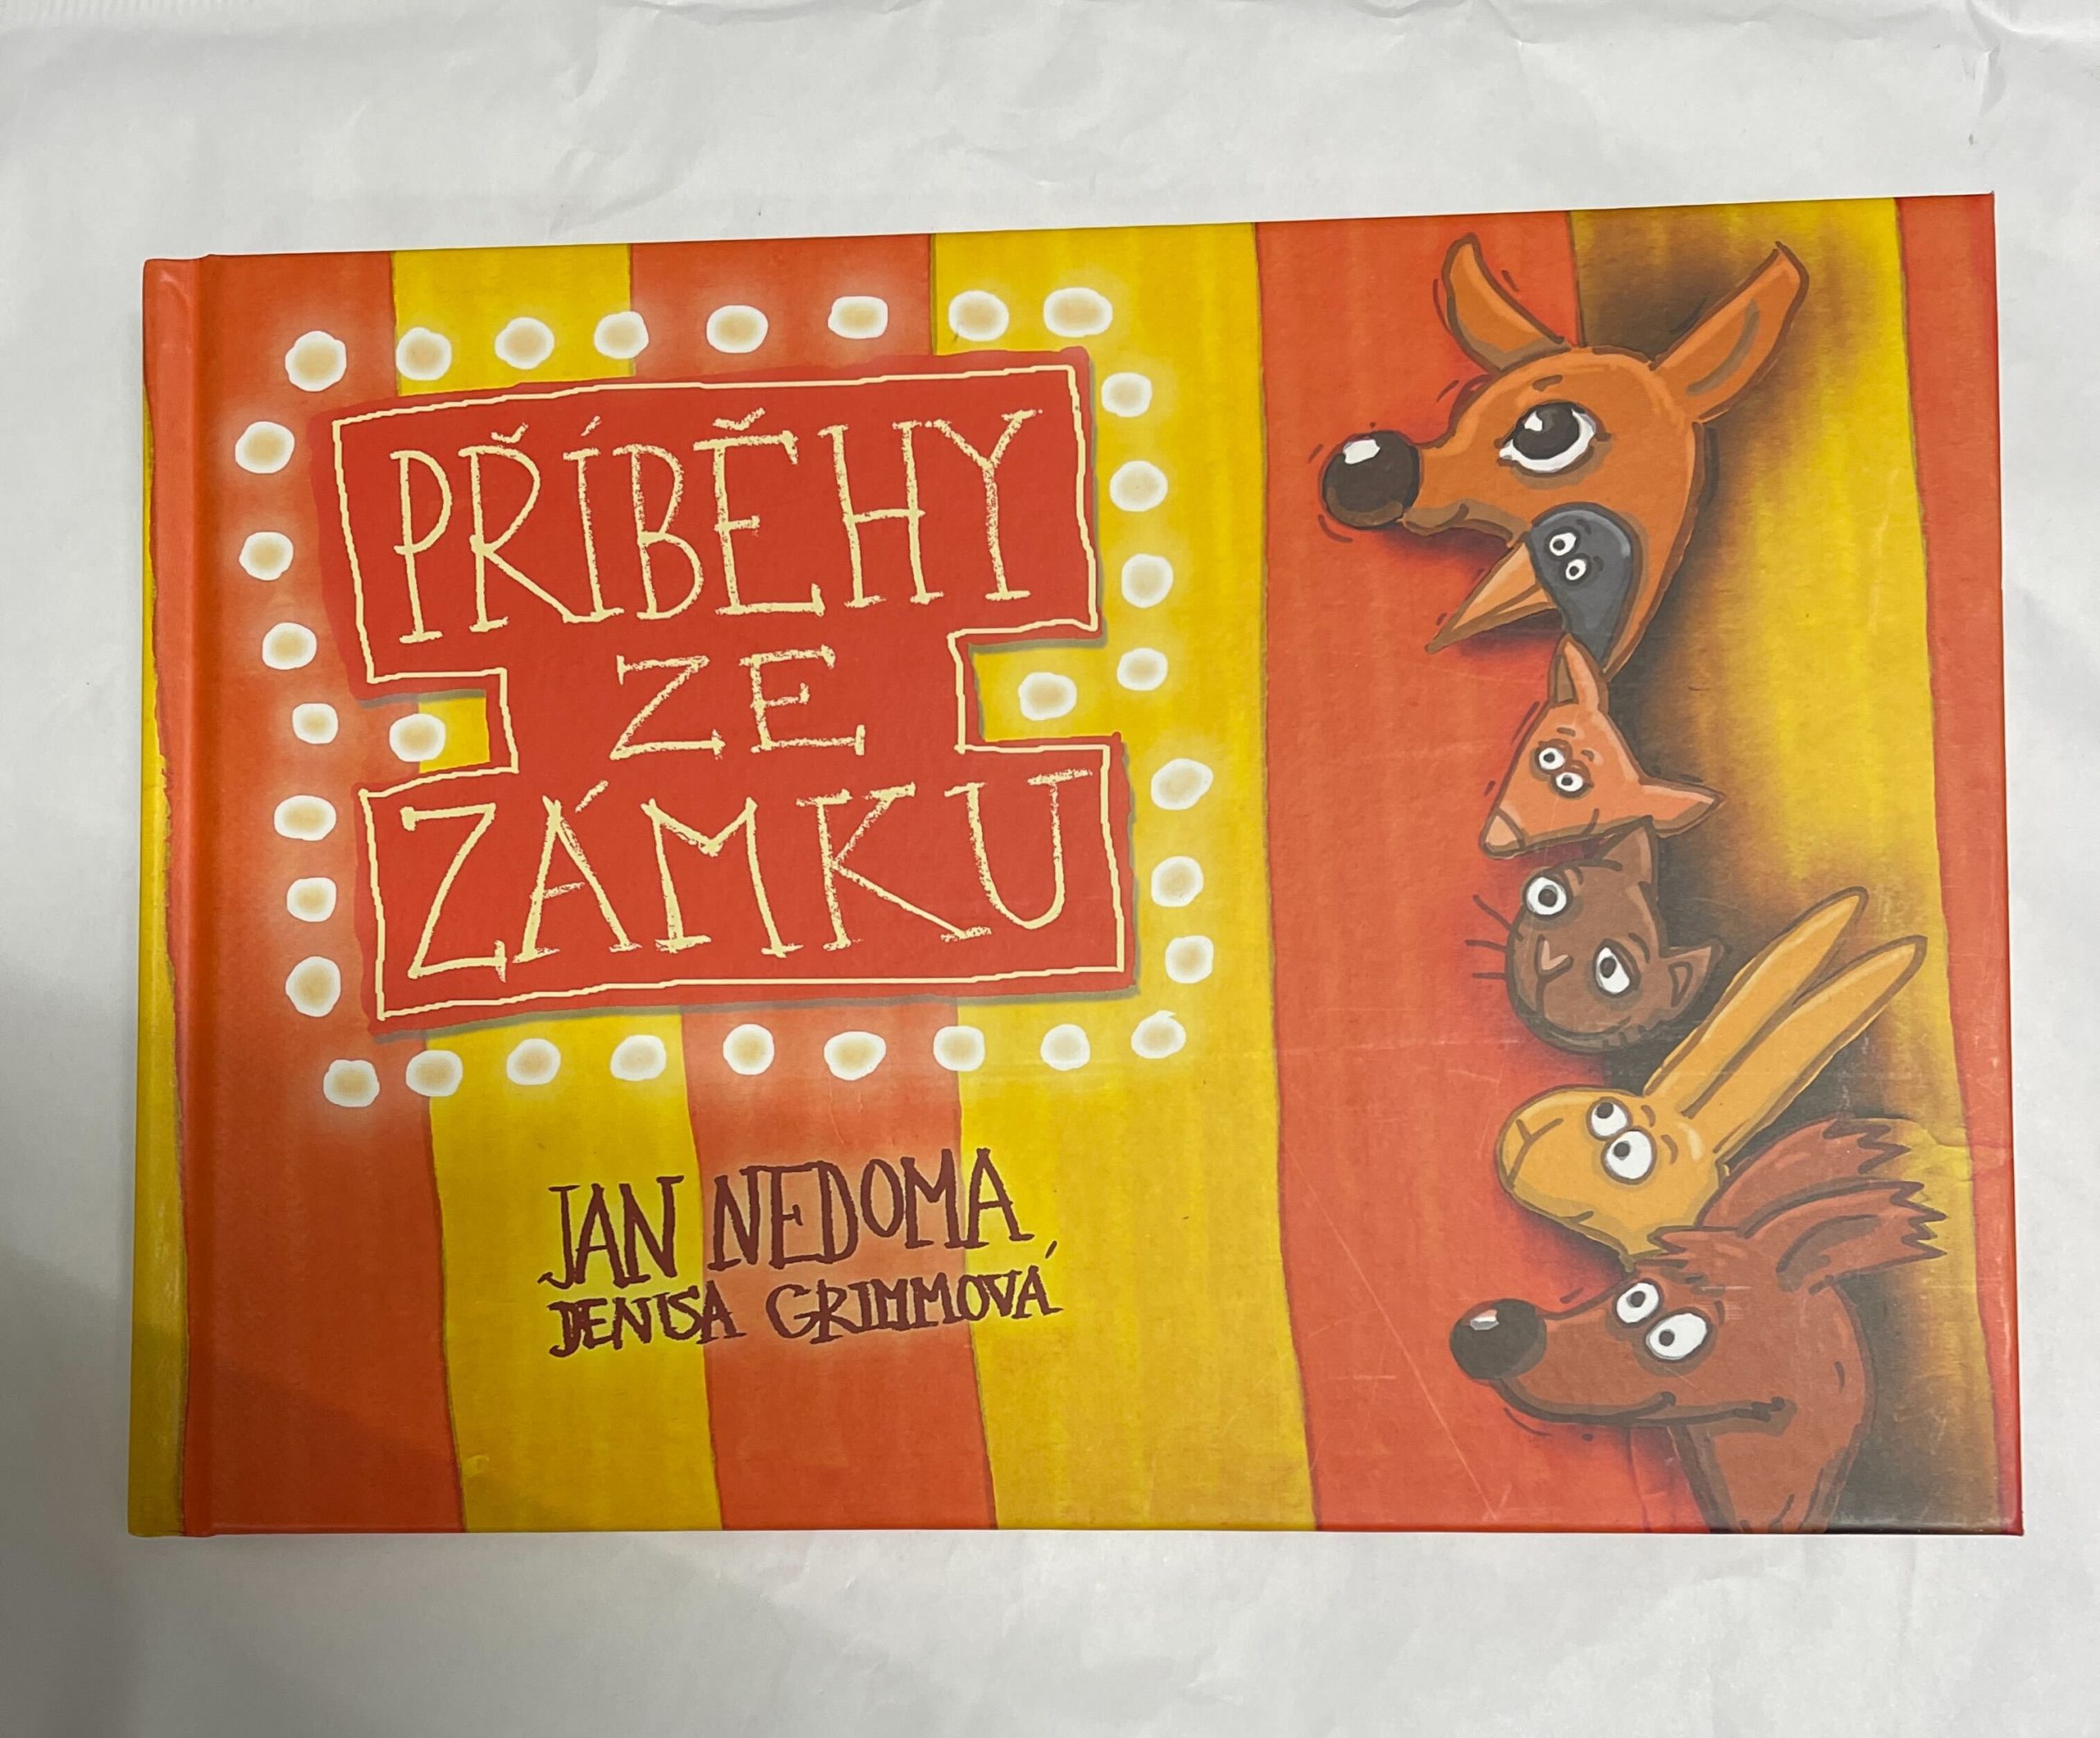 PŘÍBĚHY
ZE
ZÁMKU
JAN NEDOMA
DENISA GRIMMOVÁ